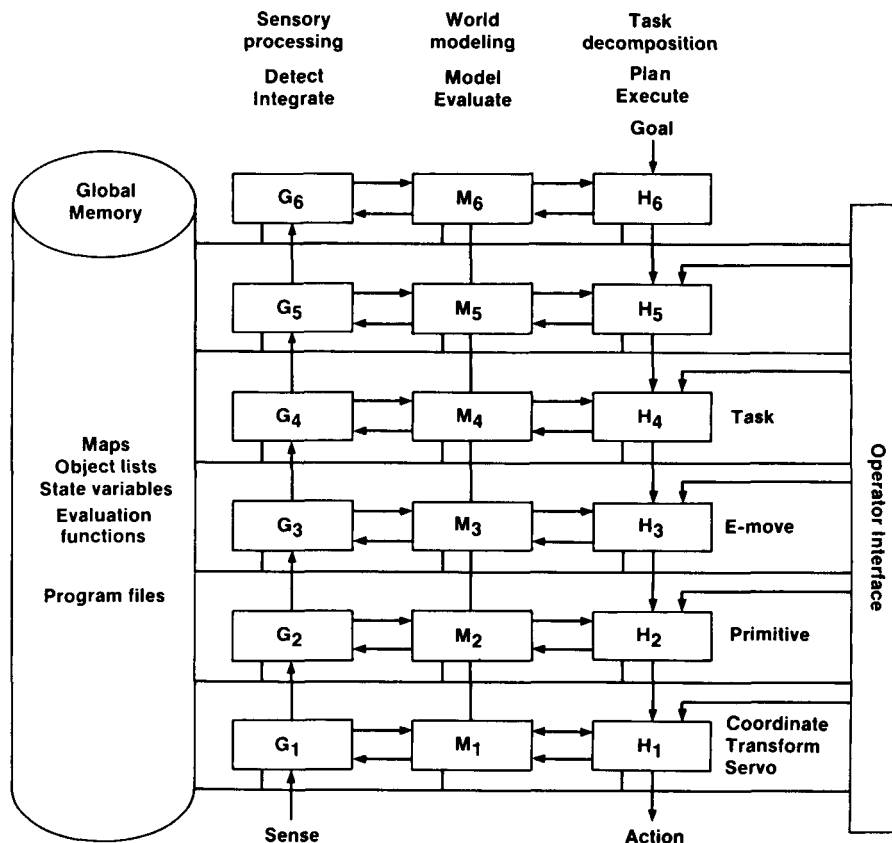 Sensory
processing
World
modeling
Task
decomposition
Detect
Integrate
Model
Evaluate
Plan
Execute
Goal
Global
Memory
G6
M6
H6
G5
M5
H5
G4
M4
H4
Task
Maps
Object lists
State variables
Evaluation
functions
Program files
G3
M3
H3
E-move
G2
M2
H2
Primitive
G1
M1
H1
Coordinate
Transform
Servo
Operator Interface
Sense
Action